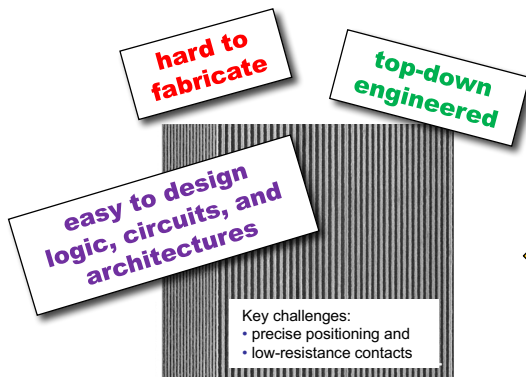 hard to
fabricate
top-down
engineered
easy to design
logic, circuits, and
architectures
Key challenges:
• precise positioning and
• low-resistance contacts